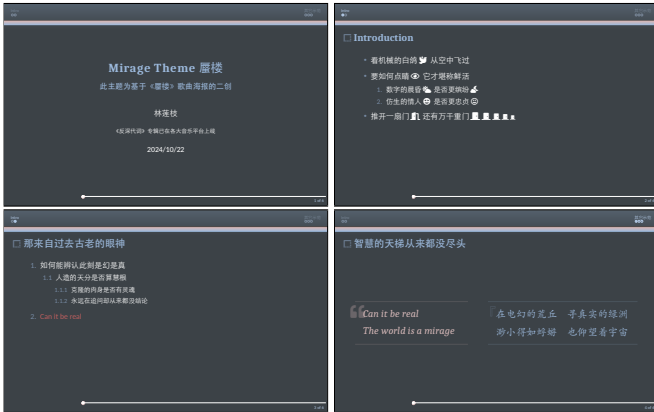 Mirage Theme 蜃楼
此主题为基于《蜃楼》歌曲海报的二创
林莲枝
《反深代词》专辑已在各大音乐平台上线
2024/10/22
Introduction
看机械的白鸽 从空中飞过
要如何点睛 它才堪称鲜活
1. 数字的晨昏 是否更缤纷
2. 仿生的情人 是否更忠贞
推开一扇门 还有万千重门
那来自过去古老的眼神
1. 如何能辨认此刻是幻是真
1.1 人造的天分是否算慧根
1.1.1 克隆的肉身是否有灵魂
1.1.2 永远在追问却从来都没结论
2. Can it be real
智慧的天梯从来都没尽头
Can it be real
The world is a mirage
在电幻的荒丘 寻真实的绿洲
渺小得如蜉蝣 也仰望着宇宙